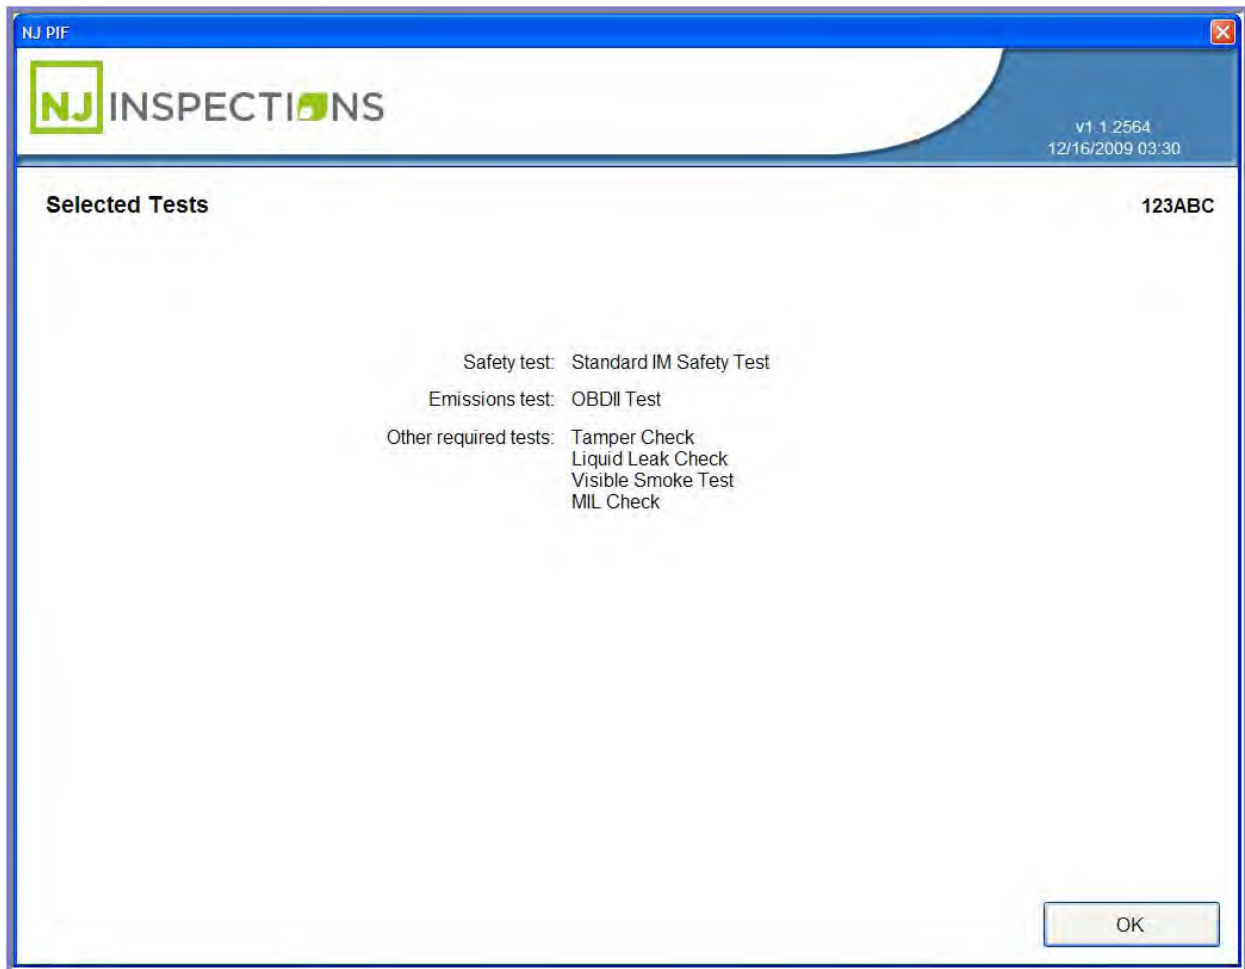 NJ PIF
NJ INSPECTIONS
v1.1.2564
12/16/2009 03:30
Selected Tests
123ABC
Safety test: Standard IM Safety Test
Emissions test: OBDII Test
Other required tests: Tamper Check
Liquid Leak Check
Visible Smoke Test
MIL Check
OK